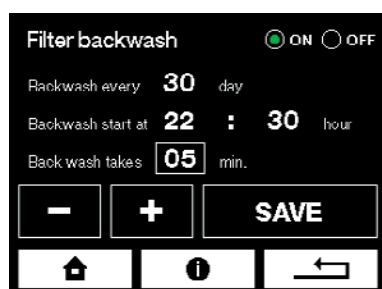 Filter backwash ON OFF
Backwash every 30 day
Backwash start at 22 : 30 hour
Back wash takes 05 min.
− + SAVE
i